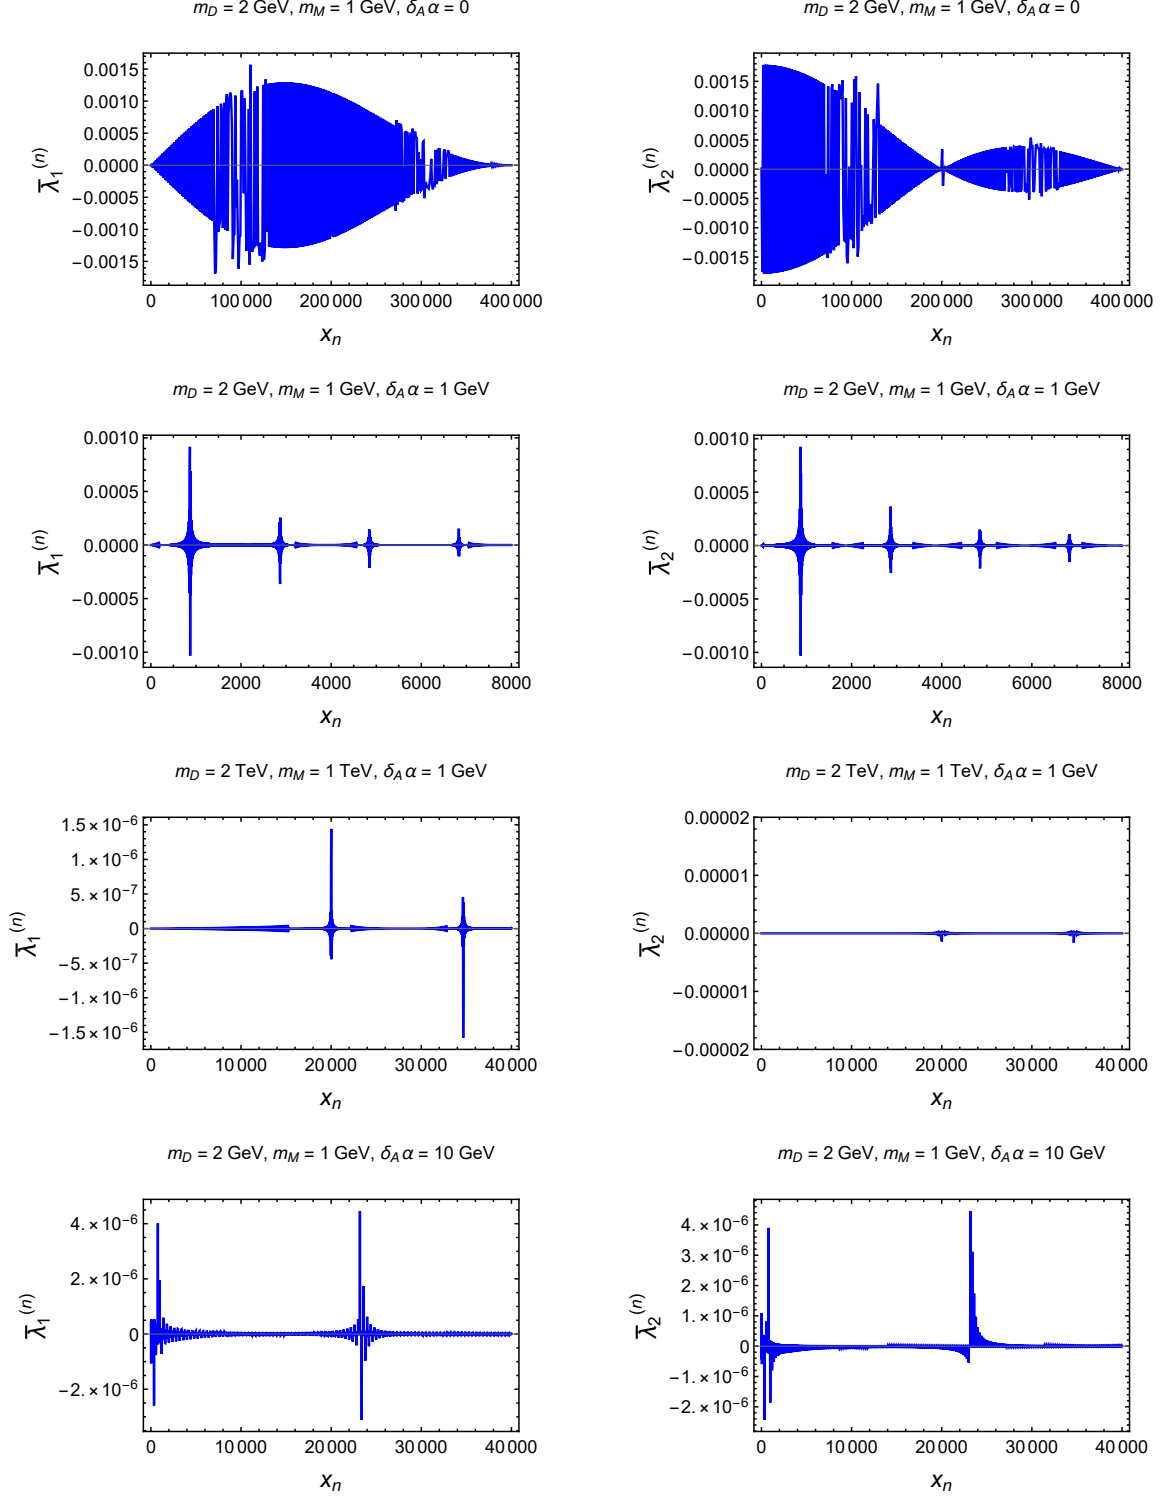 m_D = 2 GeV, m_M = 1 GeV, δ_A α = 0
0.0015
0.0010
0.0005
0.0000
−0.0005
−0.0010
−0.0015
λ̅₁⁽ⁿ⁾
0 100 000 200 000 300 000 400 000
x_n
m_D = 2 GeV, m_M = 1 GeV, δ_A α = 0
0.0015
0.0010
0.0005
0.0000
−0.0005
−0.0010
−0.0015
λ̅₂⁽ⁿ⁾
0 100 000 200 000 300 000 400 000
x_n
m_D = 2 GeV, m_M = 1 GeV, δ_A α = 1 GeV
0.0010
0.0005
0.0000
−0.0005
−0.0010
λ̅₁⁽ⁿ⁾
0 2000 4000 6000 8000
x_n
m_D = 2 GeV, m_M = 1 GeV, δ_A α = 1 GeV
0.0010
0.0005
0.0000
−0.0005
−0.0010
λ̅₂⁽ⁿ⁾
0 2000 4000 6000 8000
x_n
m_D = 2 TeV, m_M = 1 TeV, δ_A α = 1 GeV
1.5×10⁻⁶
1.×10⁻⁶
5.×10⁻⁷
0
−5.×10⁻⁷
−1.×10⁻⁶
−1.5×10⁻⁶
λ̅₁⁽ⁿ⁾
0 10 000 20 000 30 000 40 000
x_n
m_D = 2 TeV, m_M = 1 TeV, δ_A α = 1 GeV
0.00002
0.00001
0.00000
−0.00001
−0.00002
λ̅₂⁽ⁿ⁾
0 10 000 20 000 30 000 40 000
x_n
m_D = 2 GeV, m_M = 1 GeV, δ_A α = 10 GeV
4.×10⁻⁶
2.×10⁻⁶
0
−2.×10⁻⁶
λ̅₁⁽ⁿ⁾
0 10 000 20 000 30 000 40 000
x_n
m_D = 2 GeV, m_M = 1 GeV, δ_A α = 10 GeV
4.×10⁻⁶
3.×10⁻⁶
2.×10⁻⁶
1.×10⁻⁶
0
−1.×10⁻⁶
−2.×10⁻⁶
λ̅₂⁽ⁿ⁾
0 10 000 20 000 30 000 40 000
x_n